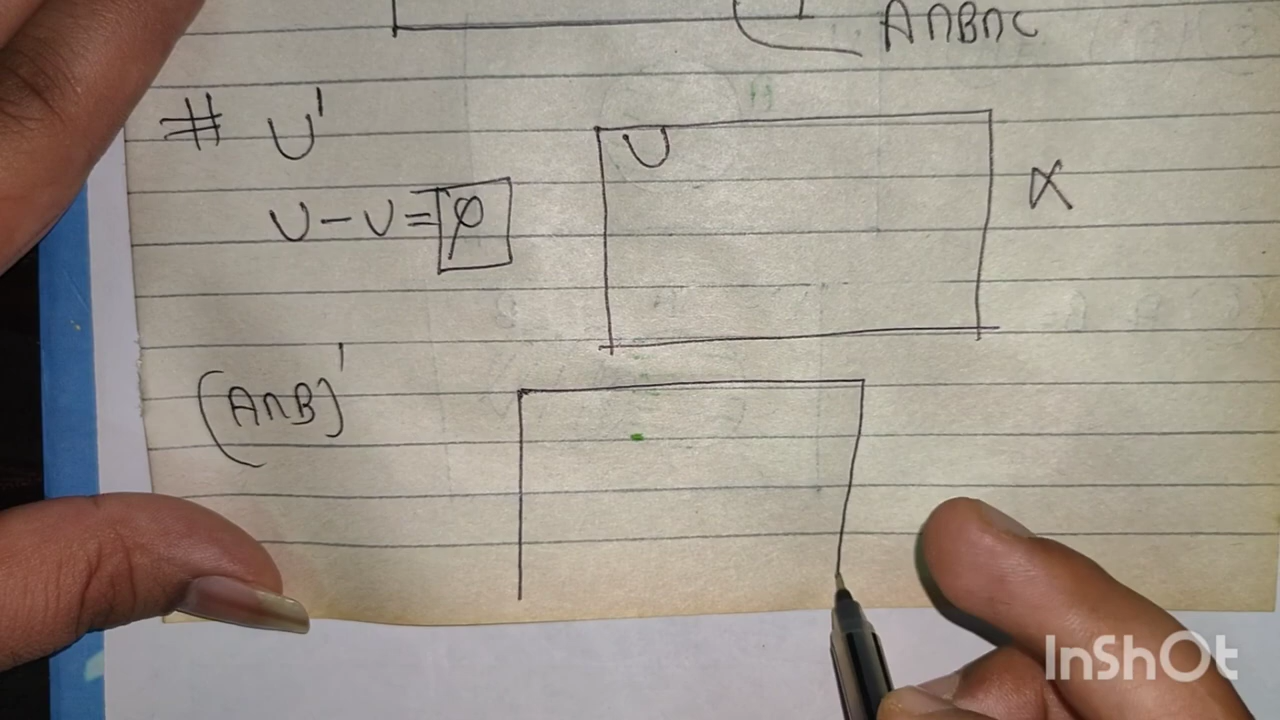 A∩B∩C
# U'
U
U-U=φ
α
(A∩B)'
InShOt